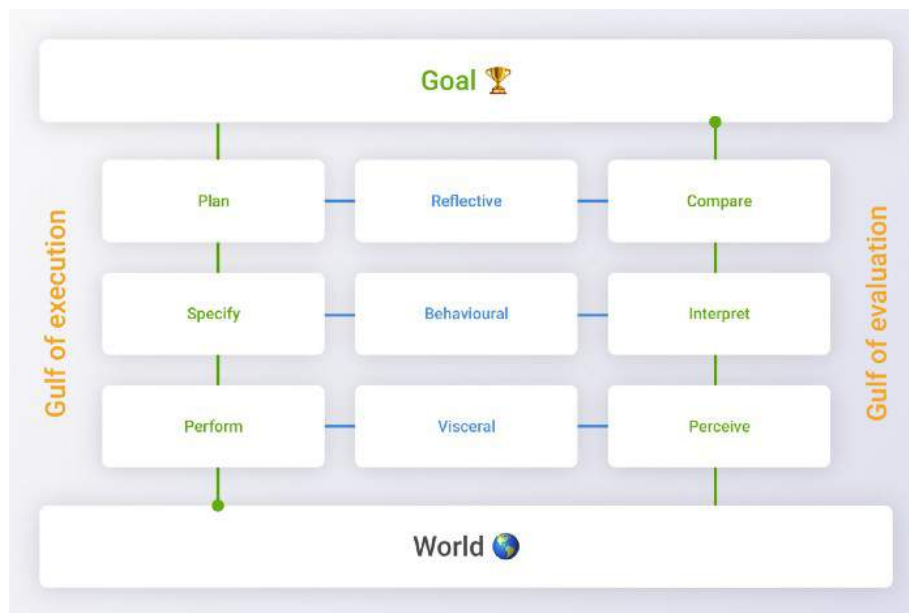 Goal 🏆
Gulf of execution
Plan
Reflective
Compare
Specify
Behavioural
Interpret
Perform
Visceral
Perceive
Gulf of evaluation
World 🌎